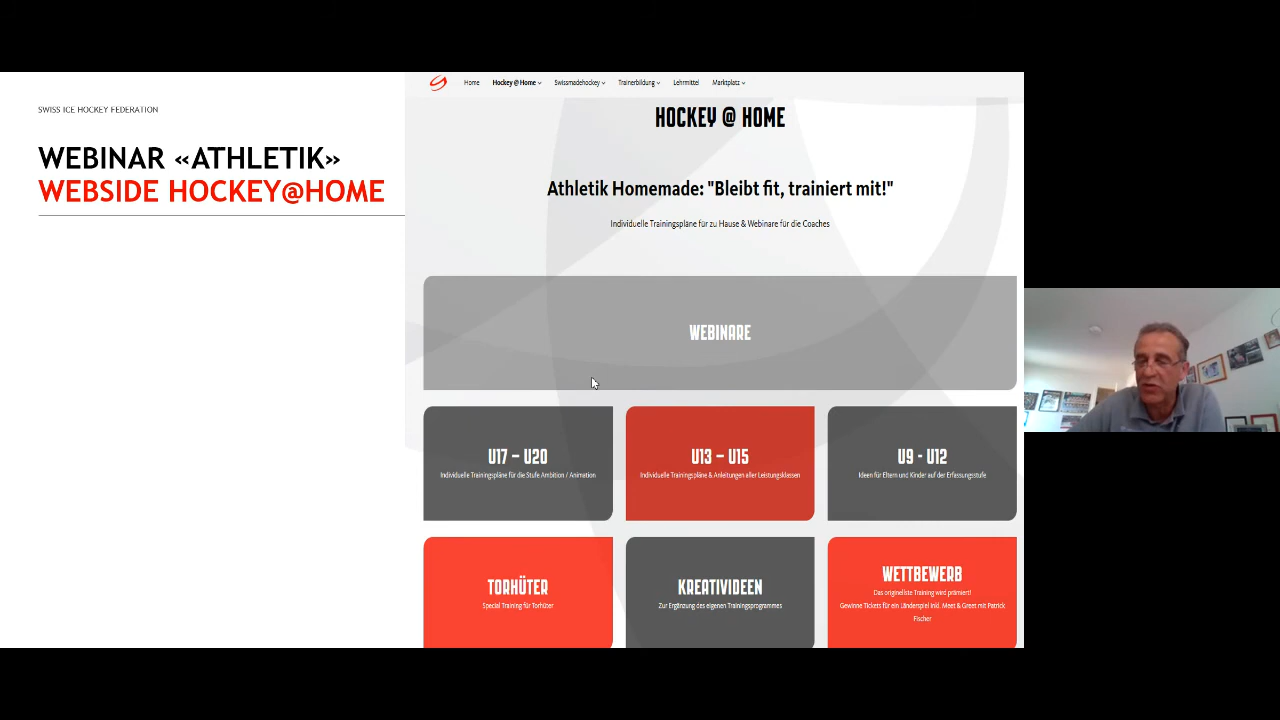 SWISS ICE HOCKEY FEDERATION
WEBINAR «ATHLETIK»
WEBSIDE HOCKEY@HOME
Home Hockey @ Home Swissmadehockey Trainerbildung Lehrmittel Marktplatz
HOCKEY @ HOME
Athletik Homemade: "Bleibt fit, trainiert mit!"
Individuelle Trainingspläne für zu Hause & Webinare für die Coaches
WEBINARE
U17 – U20
Individuelle Trainingspläne für die Stufe Ambition / Animation
U13 – U15
Individuelle Trainingspläne & Anleitungen aller Leistungsklassen
U9 - U12
Ideen für Eltern und Kinder auf der Erfassungsstufe
TORHÜTER
Special Training für Torhüter
KREATIVIDEEN
Zur Ergänzung des eigenen Trainingsprogrammes
WETTBEWERB
Das originellste Training wird prämiert!
Gewinne Tickets für ein Länderspiel inkl. Meet & Greet mit Patrick
Fischer